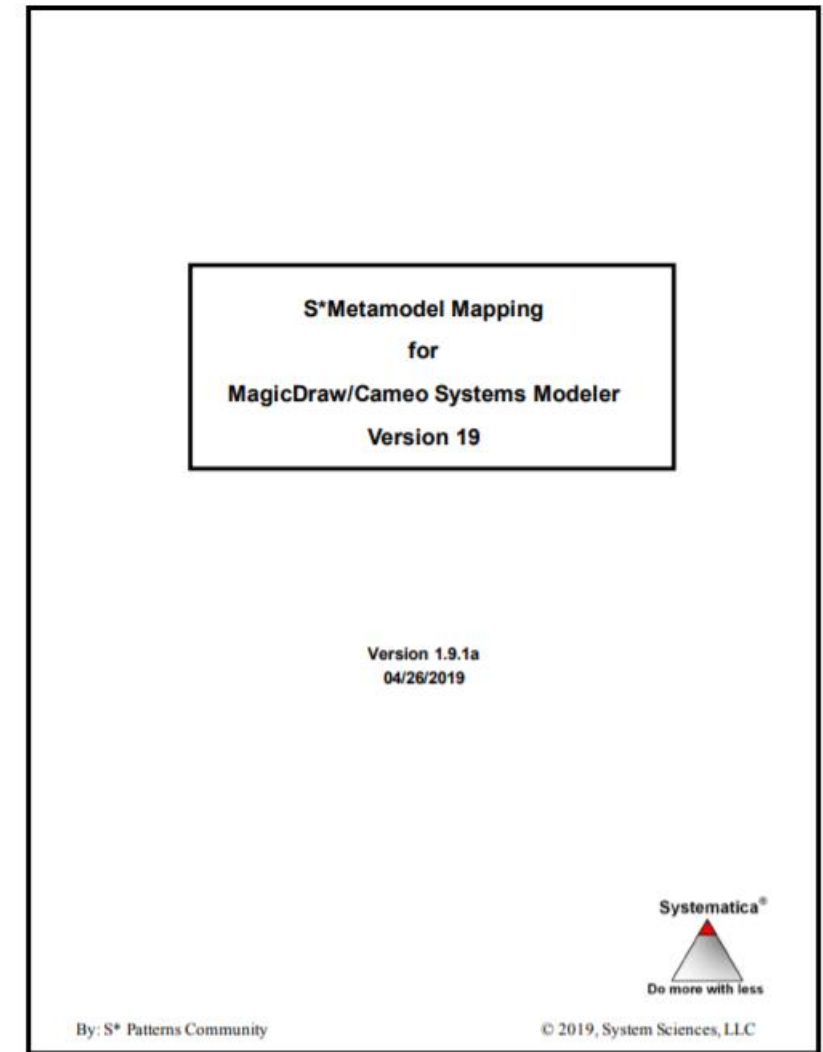 S*Metamodel Mapping
for
MagicDraw/Cameo Systems Modeler
Version 19
Version 1.9.1a
04/26/2019
Systematica®
Do more with less
By: S* Patterns Community
© 2019, System Sciences, LLC